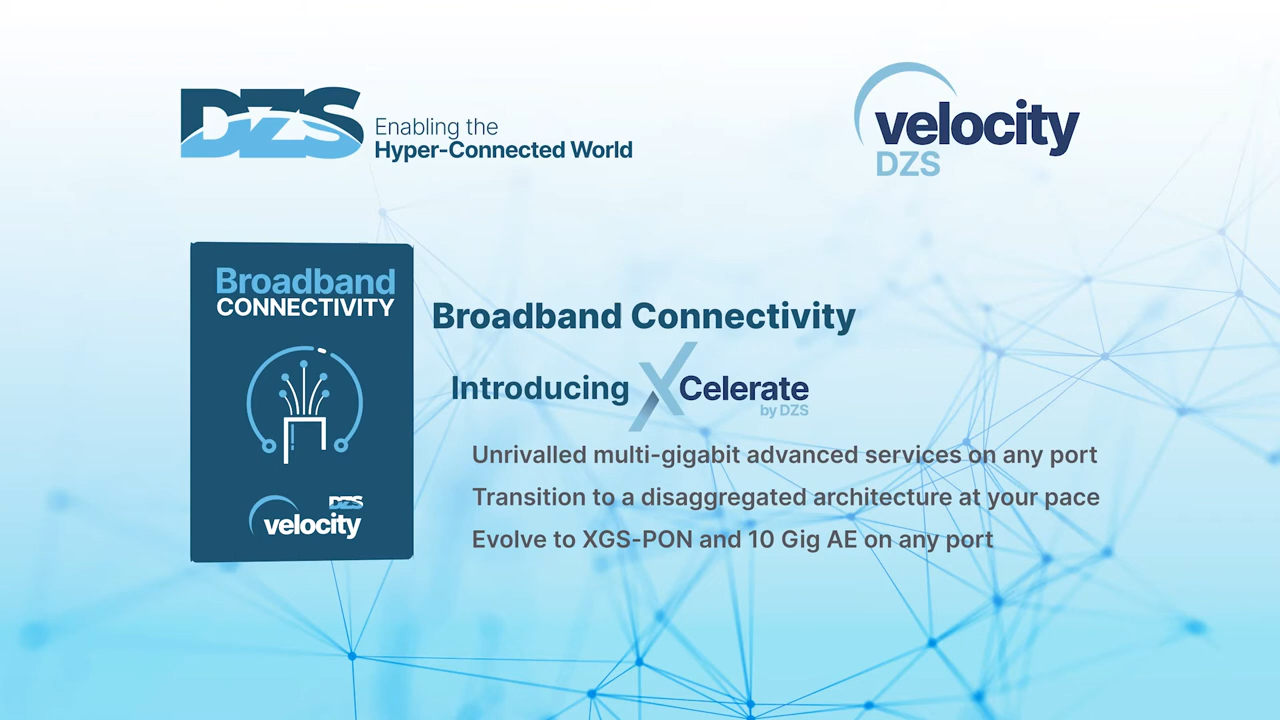 DZS
Enabling the
Hyper-Connected World
velocity
DZS
Broadband
CONNECTIVITY
DZS
velocity
Broadband Connectivity
Introducing XCelerate
by DZS
Unrivalled multi-gigabit advanced services on any port
Transition to a disaggregated architecture at your pace
Evolve to XGS-PON and 10 Gig AE on any port